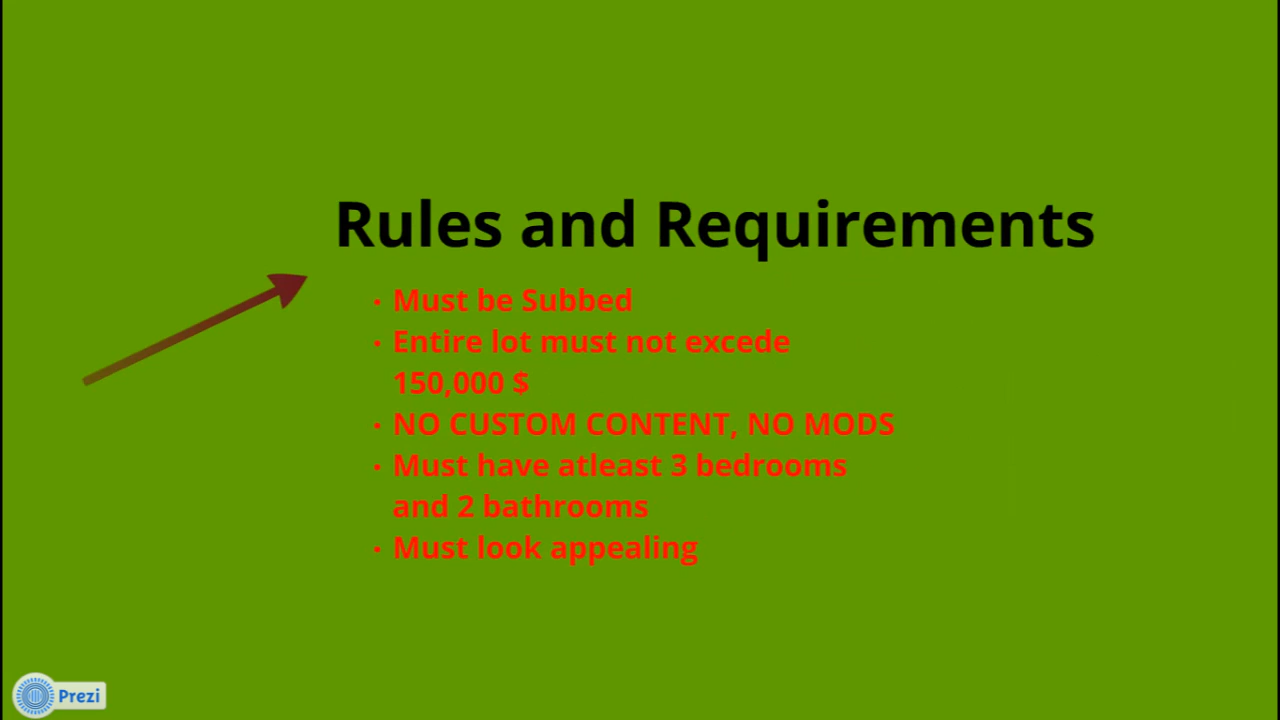 Rules and Requirements
• Must be Subbed
• Entire lot must not excede
150,000 $
• NO CUSTOM CONTENT, NO MODS
• Must have atleast 3 bedrooms
and 2 bathrooms
• Must look appealing
Prezi